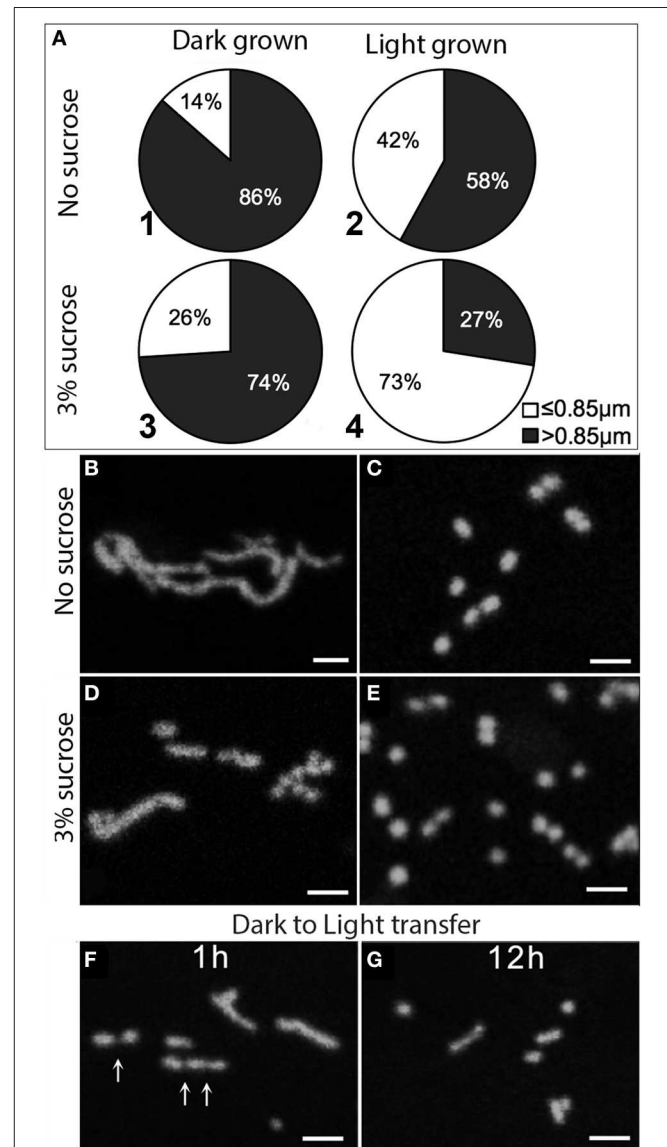 A
Dark grown
Light grown
No sucrose
14%
86%
1
42%
58%
2
3% sucrose
26%
74%
3
27%
73%
4
≤0.85µm
>0.85µm
No sucrose
B
C
3% sucrose
D
E
Dark to Light transfer
F
1h
G
12h